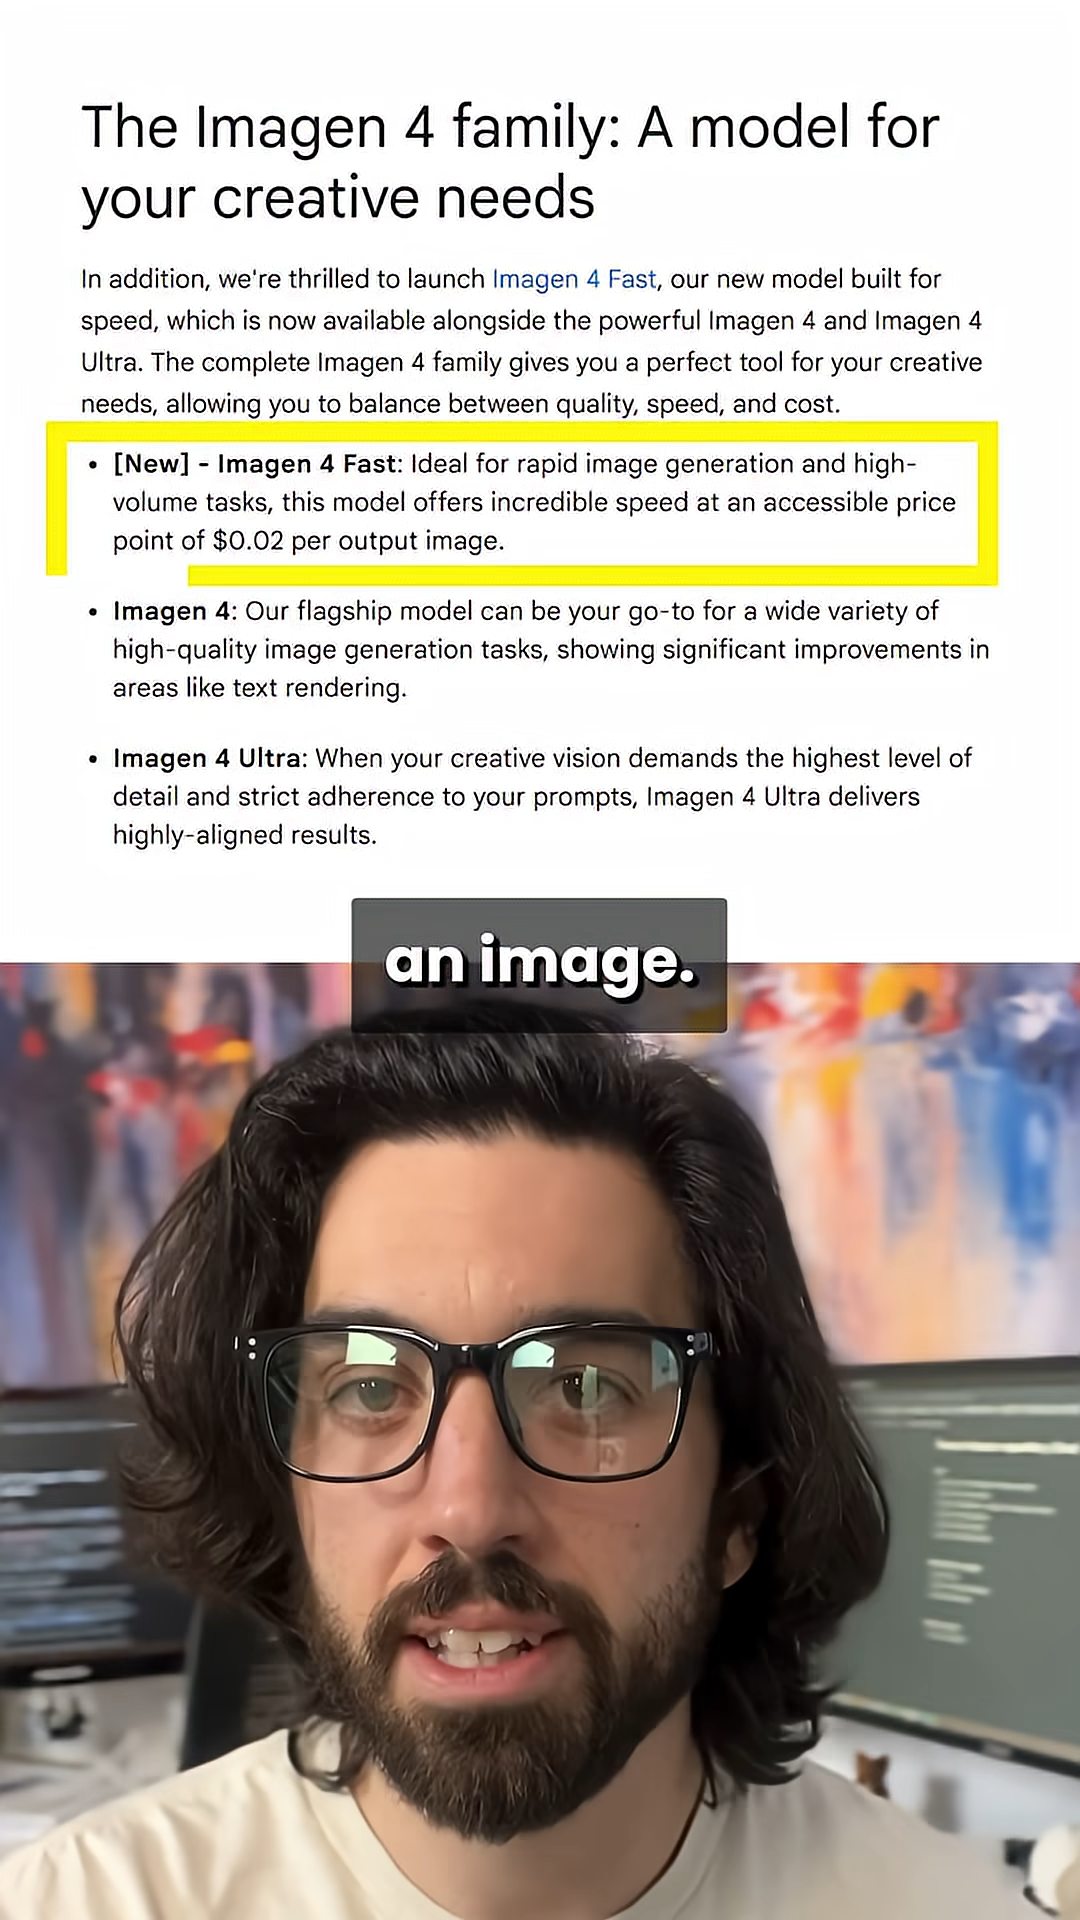 The Imagen 4 family: A model for
your creative needs
In addition, we're thrilled to launch Imagen 4 Fast, our new model built for
speed, which is now available alongside the powerful Imagen 4 and Imagen 4
Ultra. The complete Imagen 4 family gives you a perfect tool for your creative
needs, allowing you to balance between quality, speed, and cost.
• [New] - Imagen 4 Fast: Ideal for rapid image generation and high-
volume tasks, this model offers incredible speed at an accessible price
point of $0.02 per output image.
• Imagen 4: Our flagship model can be your go-to for a wide variety of
high-quality image generation tasks, showing significant improvements in
areas like text rendering.
• Imagen 4 Ultra: When your creative vision demands the highest level of
detail and strict adherence to your prompts, Imagen 4 Ultra delivers
highly-aligned results.
an image.